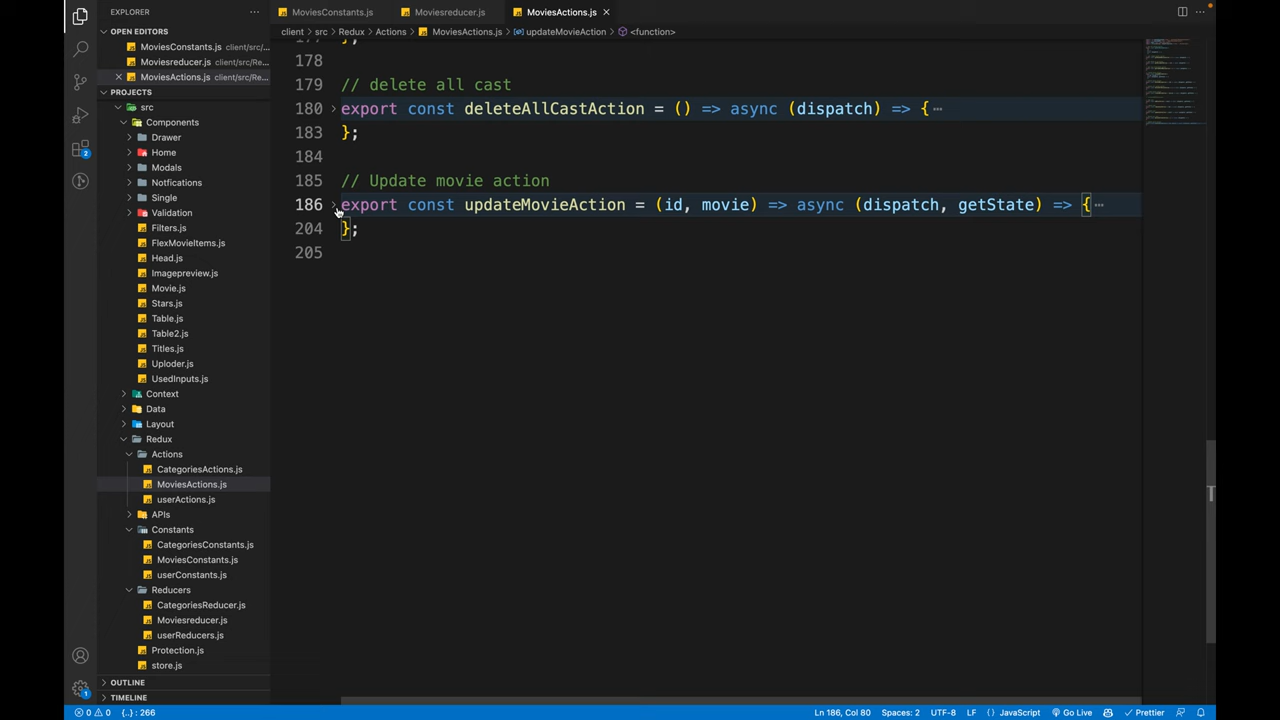 EXPLORER
MoviesConstants.js
Moviesreducer.js
MoviesActions.js
OPEN EDITORS
client > src > Redux > Actions > MoviesActions.js > updateMovieAction > <function>
MoviesConstants.js client/src/...
Moviesreducer.js client/src/...
MoviesActions.js client/src/Re...
PROJECTS
src
Components
Drawer
Home
Modals
Notfications
Single
Validation
Filters.js
FlexMovieItems.js
Head.js
Imagepreview.js
Movie.js
Stars.js
Table.js
Table2.js
Titles.js
Uploder.js
UsedInputs.js
Context
Data
Layout
Redux
Actions
CategoriesActions.js
MoviesActions.js
userActions.js
APIs
Constants
CategoriesConstants.js
MoviesConstants.js
userConstants.js
Reducers
CategoriesReducer.js
Moviesreducer.js
userReducers.js
Protection.js
store.js
OUTLINE
TIMELINE
178
179 // delete all cast
180 export const deleteAllCastAction = () => async (dispatch) => {
183 };
184
185 // Update movie action
186 export const updateMovieAction = (id, movie) => async (dispatch, getState) => {
204 };
205
2
1
0 0 {..} : 266
Ln 186, Col 80 Spaces: 2 UTF-8 LF {} JavaScript Go Live Prettier